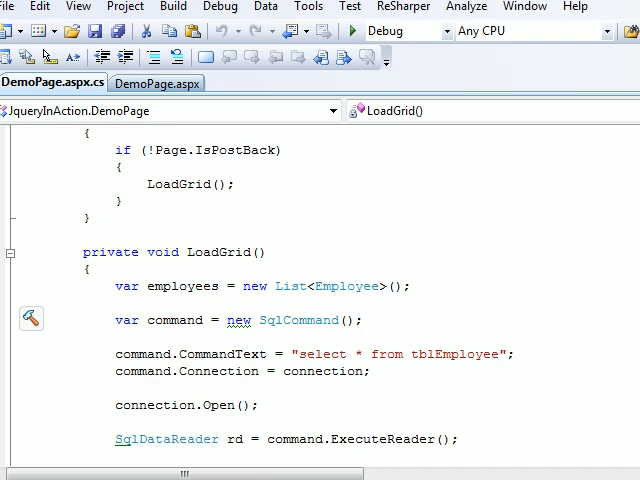 File Edit View Project Build Debug Data Tools Test ReSharper Analyze Window Help
Debug Any CPU
DemoPage.aspx.cs DemoPage.aspx
JqueryInAction.DemoPage LoadGrid()
{
if (!Page.IsPostBack)
{
LoadGrid();
}
}
private void LoadGrid()
{
var employees = new List<Employee>();
var command = new SqlCommand();
command.CommandText = "select * from tblEmployee";
command.Connection = connection;
connection.Open();
SqlDataReader rd = command.ExecuteReader();